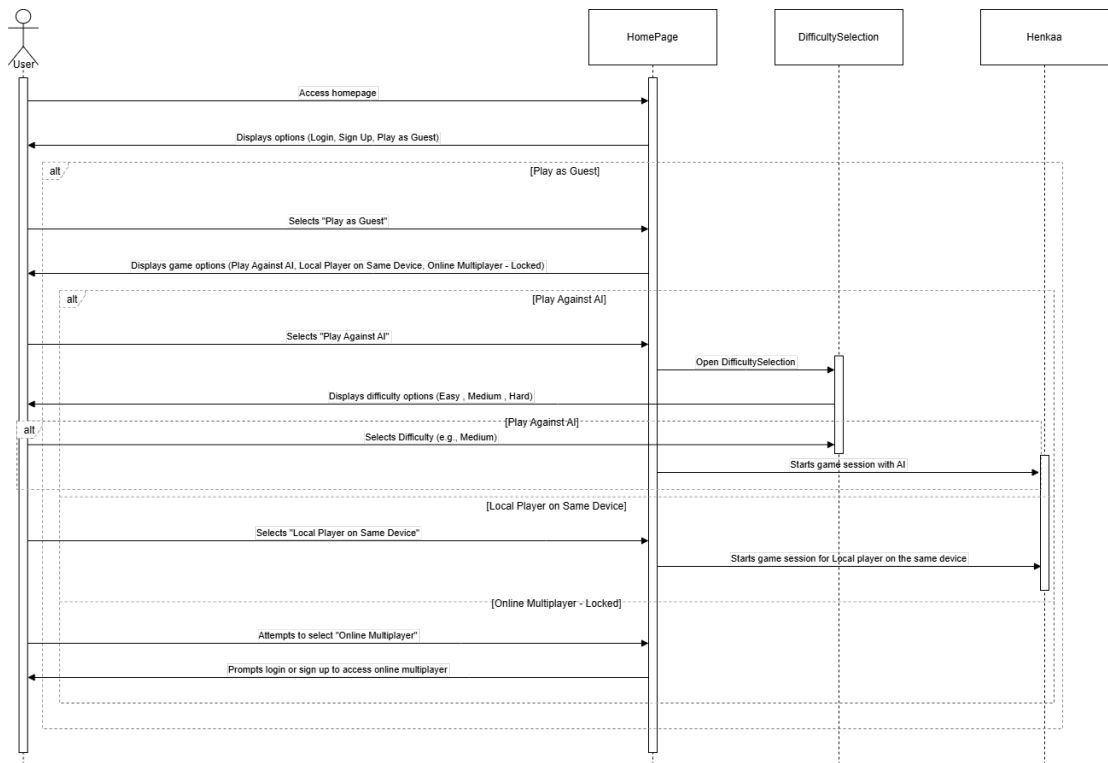 HomePage
DifficultySelection
Henkaa
User
Access homepage
Displays options (Login, Sign Up, Play as Guest)
alt
[Play as Guest]
Selects "Play as Guest"
Displays game options (Play Against AI, Local Player on Same Device, Online Multiplayer - Locked)
alt
[Play Against AI]
Selects "Play Against AI"
Open DifficultySelection
Displays difficulty options (Easy , Medium , Hard)
[Play Against AI]
alt
Selects Difficulty (e.g., Medium)
Starts game session with AI
[Local Player on Same Device]
Selects "Local Player on Same Device"
Starts game session for Local player on the same device
[Online Multiplayer - Locked]
Attempts to select "Online Multiplayer"
Prompts login or sign up to access online multiplayer